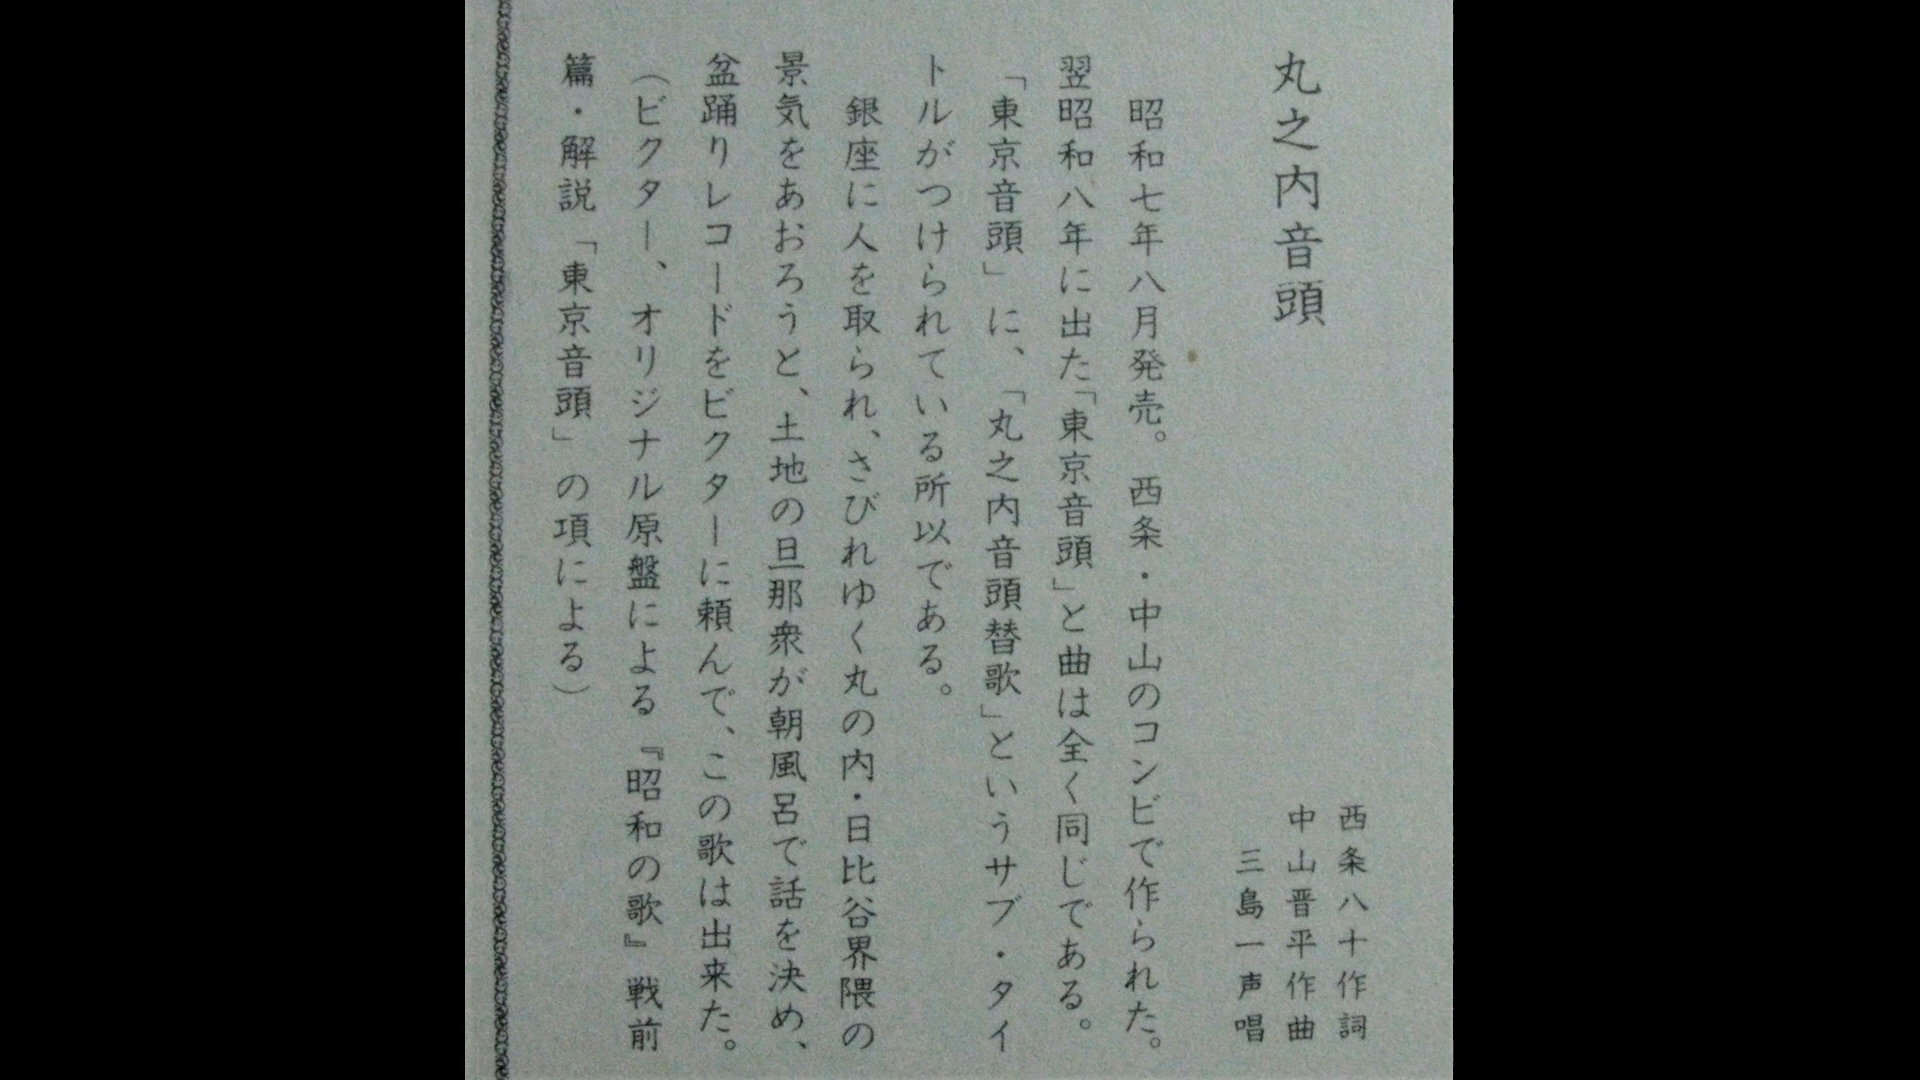 丸之内音頭
西条八十作詞
中山晋平作曲
三島一声唱
昭和七年八月発売。西条・中山のコンビで作られた。
翌昭和八年に出た「東京音頭」と曲は全く同じである。
「東京音頭」に、「丸之内音頭替歌」というサブ・タイ
トルがつけられている所以である。
銀座に人を取られ、さびれゆく丸の内・日比谷界隈の
景気をあおろうと、土地の旦那衆が朝風呂で話を決め、
盆踊りレコードをビクターに頼んで、この歌は出来た。
(ビクター、オリジナル原盤による『昭和の歌』戦前
篇・解説「東京音頭」の項による)